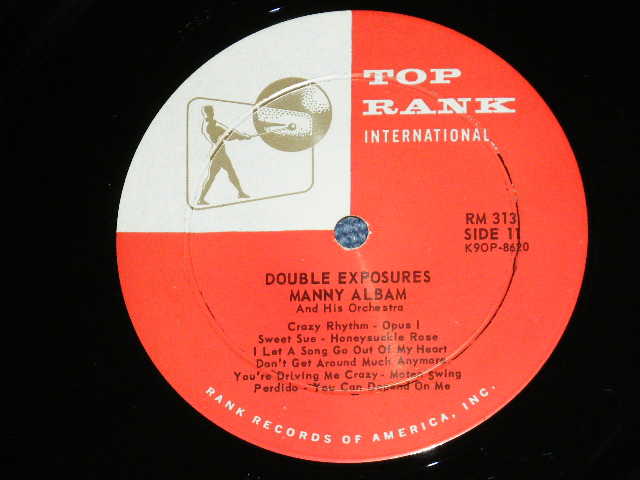 TOP
RANK
INTERNATIONAL
RM 313
SIDE 11
K9OP-8620
DOUBLE EXPOSURES
MANNY ALBAM
And His Orchestra
Crazy Rhythm - Opus I
Sweet Sue - Honeysuckle Rose
I Let A Song Go Out Of My Heart
Don't Get Around Much Anymore
You're Driving Me Crazy - Moten Swing
Perdido - You Can Depend On Me
RANK RECORDS OF AMERICA, INC.